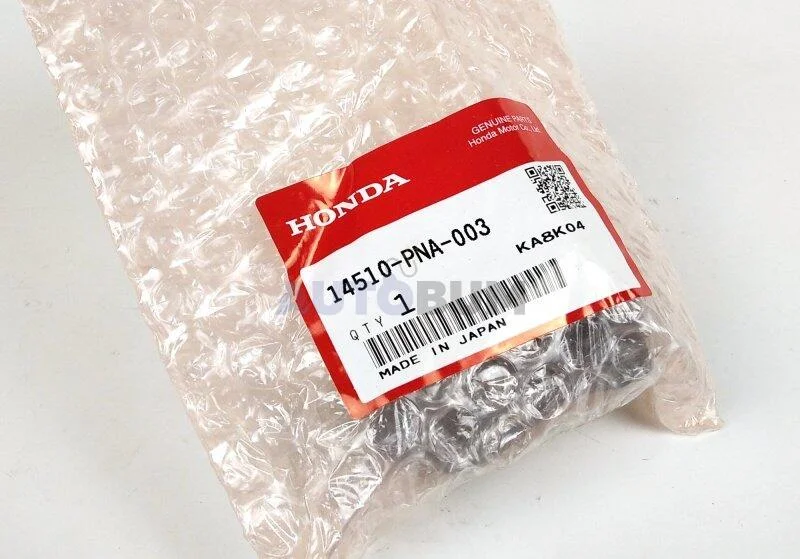 GENUINE PARTS
Honda Motor Co., Ltd.
HONDA
14510-PNA-003
KA8K04
QTY 1
MADE IN JAPAN